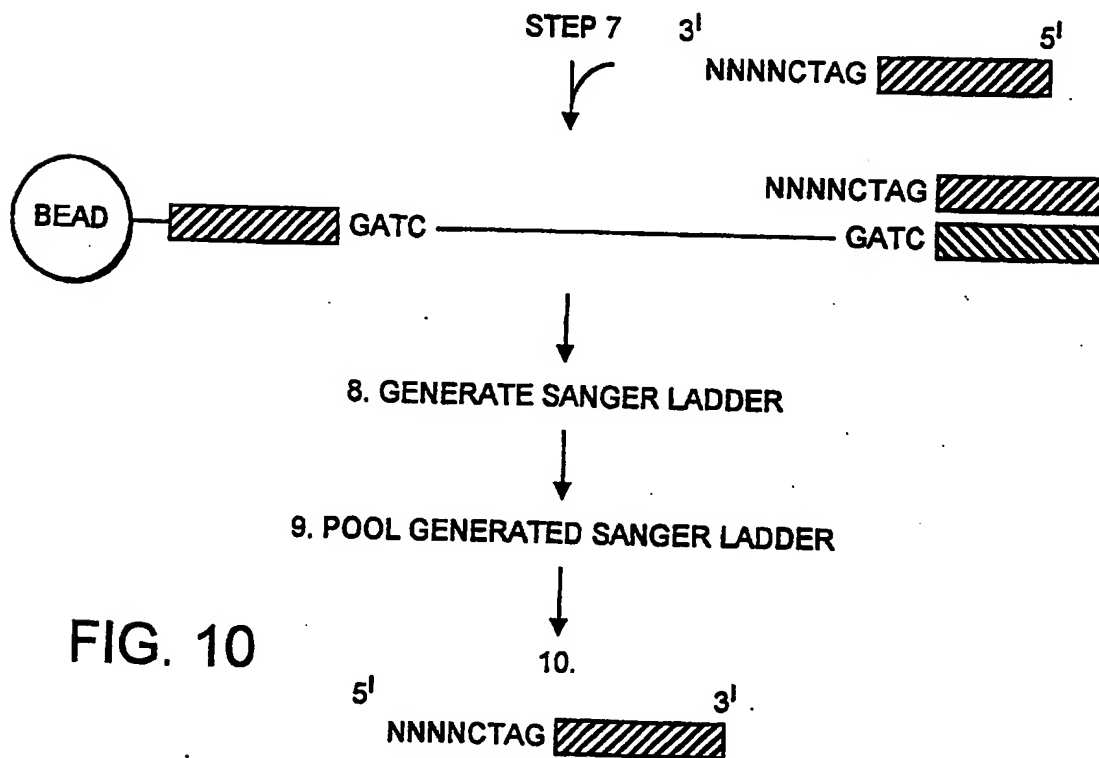 STEP 7
3' 5'
NNNNCTAG
NNNNCTAG
BEAD GATC GATC
8. GENERATE SANGER LADDER
9. POOL GENERATED SANGER LADDER
FIG. 10
10.
5' 3'
NNNNCTAG